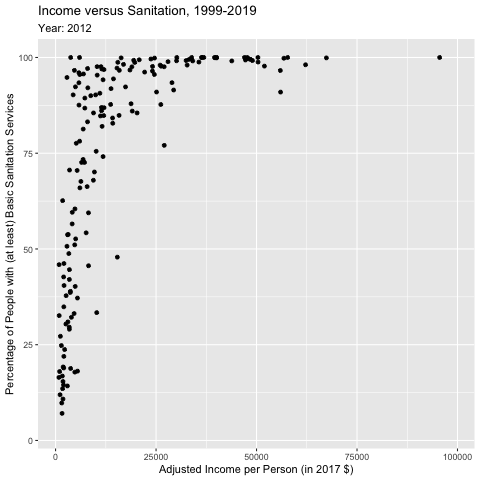 Income versus Sanitation, 1999-2019
Year: 2012
Percentage of People with (at least) Basic Sanitation Services
100
75
50
25
0
0 25000 50000 75000 100000
Adjusted Income per Person (in 2017 $)